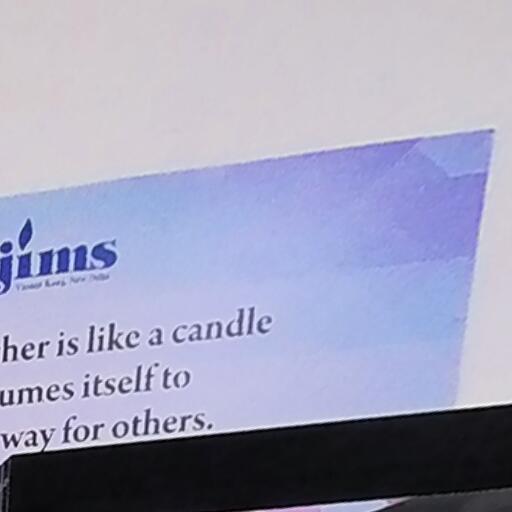 jims
Vasant Kunj, New Delhi
her is like a candle
umes itself to
way for others.